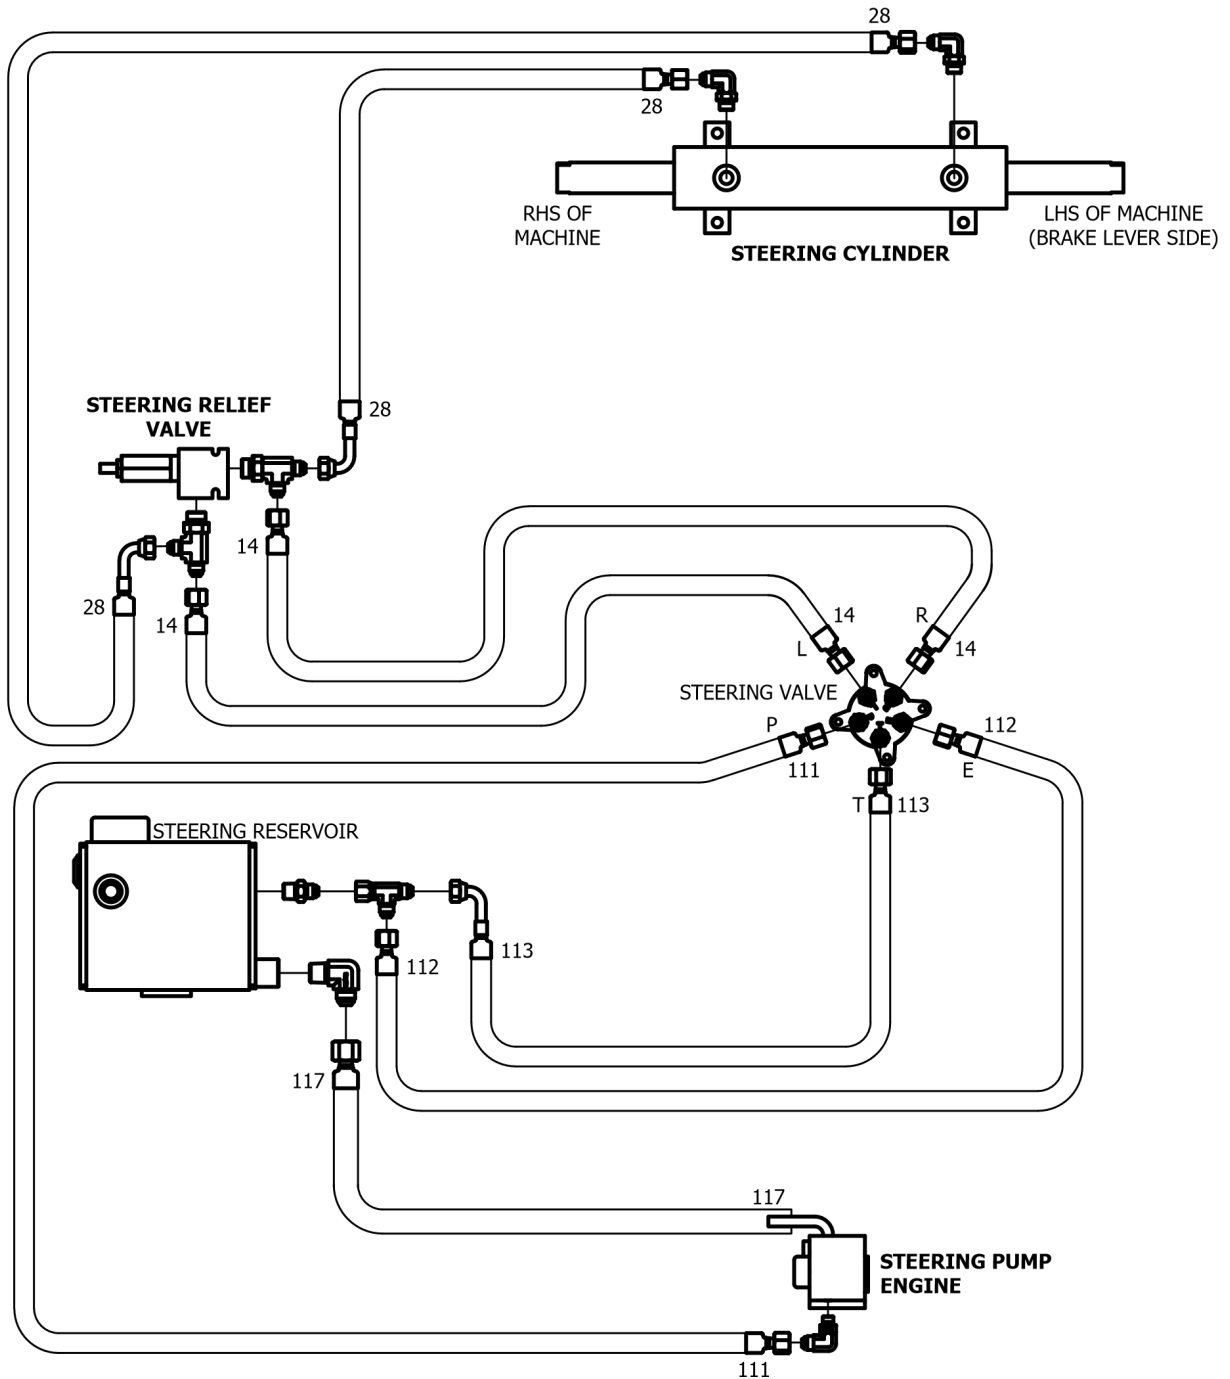 28
28
RHS OF
MACHINE
LHS OF MACHINE
(BRAKE LEVER SIDE)
STEERING CYLINDER
STEERING RELIEF
VALVE
28
14
28
14
14
R
L
14
STEERING VALVE
P
112
111
E
T
113
STEERING RESERVOIR
113
112
117
117
STEERING PUMP
ENGINE
111